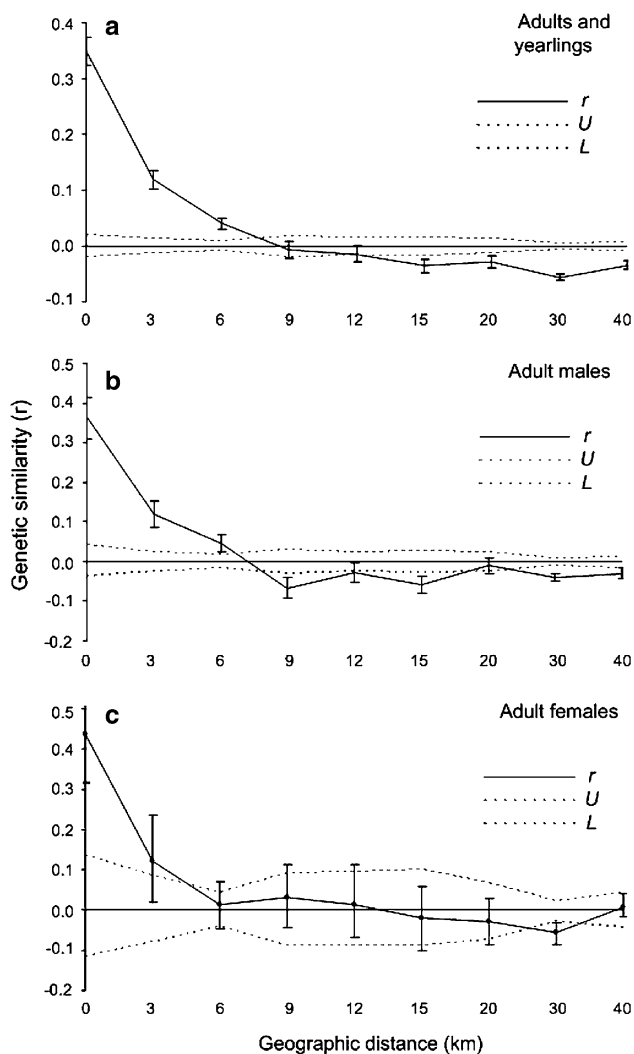 a
Adults and
yearlings
r
U
L
0.4
0.3
0.2
0.1
0.0
-0.1
0 3 6 9 12 15 20 30 40
b
Adult males
r
U
L
0.5
0.4
0.3
0.2
0.1
0.0
-0.1
-0.2
0 3 6 9 12 15 20 30 40
c
Adult females
r
U
L
0.5
0.4
0.3
0.2
0.1
0.0
-0.1
-0.2
0 3 6 9 12 15 20 30 40
Genetic similarity (r)
Geographic distance (km)